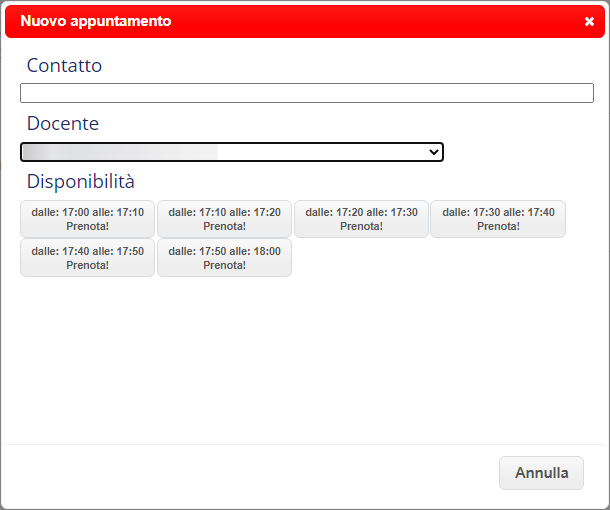 Nuovo appuntamento
Contatto
Docente
Disponibilità
dalle: 17:00 alle: 17:10
Prenota!
dalle: 17:10 alle: 17:20
Prenota!
dalle: 17:20 alle: 17:30
Prenota!
dalle: 17:30 alle: 17:40
Prenota!
dalle: 17:40 alle: 17:50
Prenota!
dalle: 17:50 alle: 18:00
Prenota!
Annulla